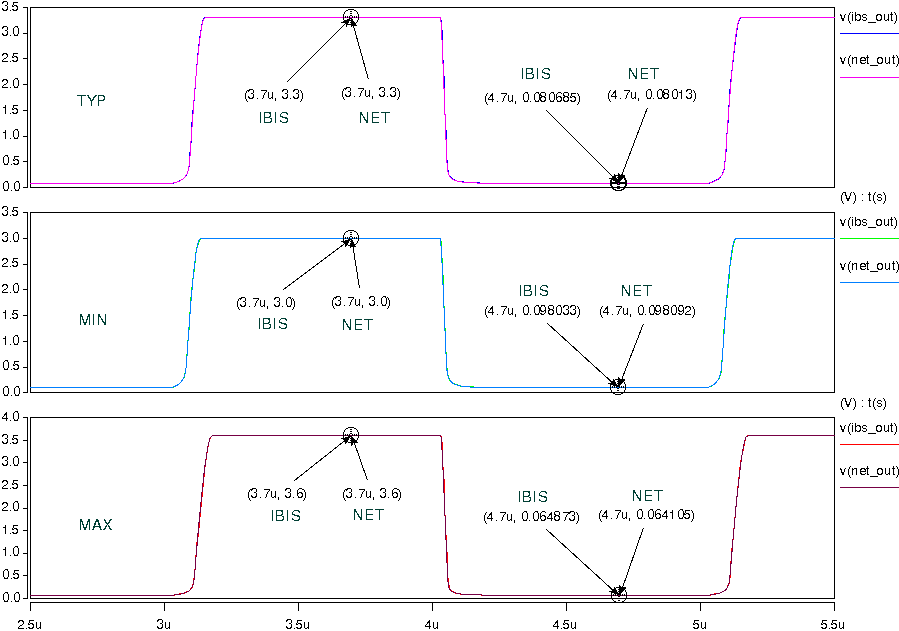 3.5
3.0
2.5
2.0
1.5
1.0
0.5
0.0
TYP
(3.7u, 3.3) (3.7u, 3.3)
IBIS NET
IBIS NET
(4.7u, 0.080685) (4.7u, 0.08013)
v(ibs_out)
v(net_out)
(V) : t(s)
3.5
3.0
2.5
2.0
1.5
1.0
0.5
0.0
MIN
(3.7u, 3.0) (3.7u, 3.0)
IBIS NET
IBIS NET
(4.7u, 0.098033) (4.7u, 0.098092)
v(ibs_out)
v(net_out)
(V) : t(s)
4.0
3.0
2.5
2.0
1.5
1.0
0.5
0.0
MAX
(3.7u, 3.6) (3.7u, 3.6)
IBIS NET
IBIS NET
(4.7u, 0.064873) (4.7u, 0.064105)
v(ibs_out)
v(net_out)
2.5u 3u 3.5u 4u 4.5u 5u 5.5u